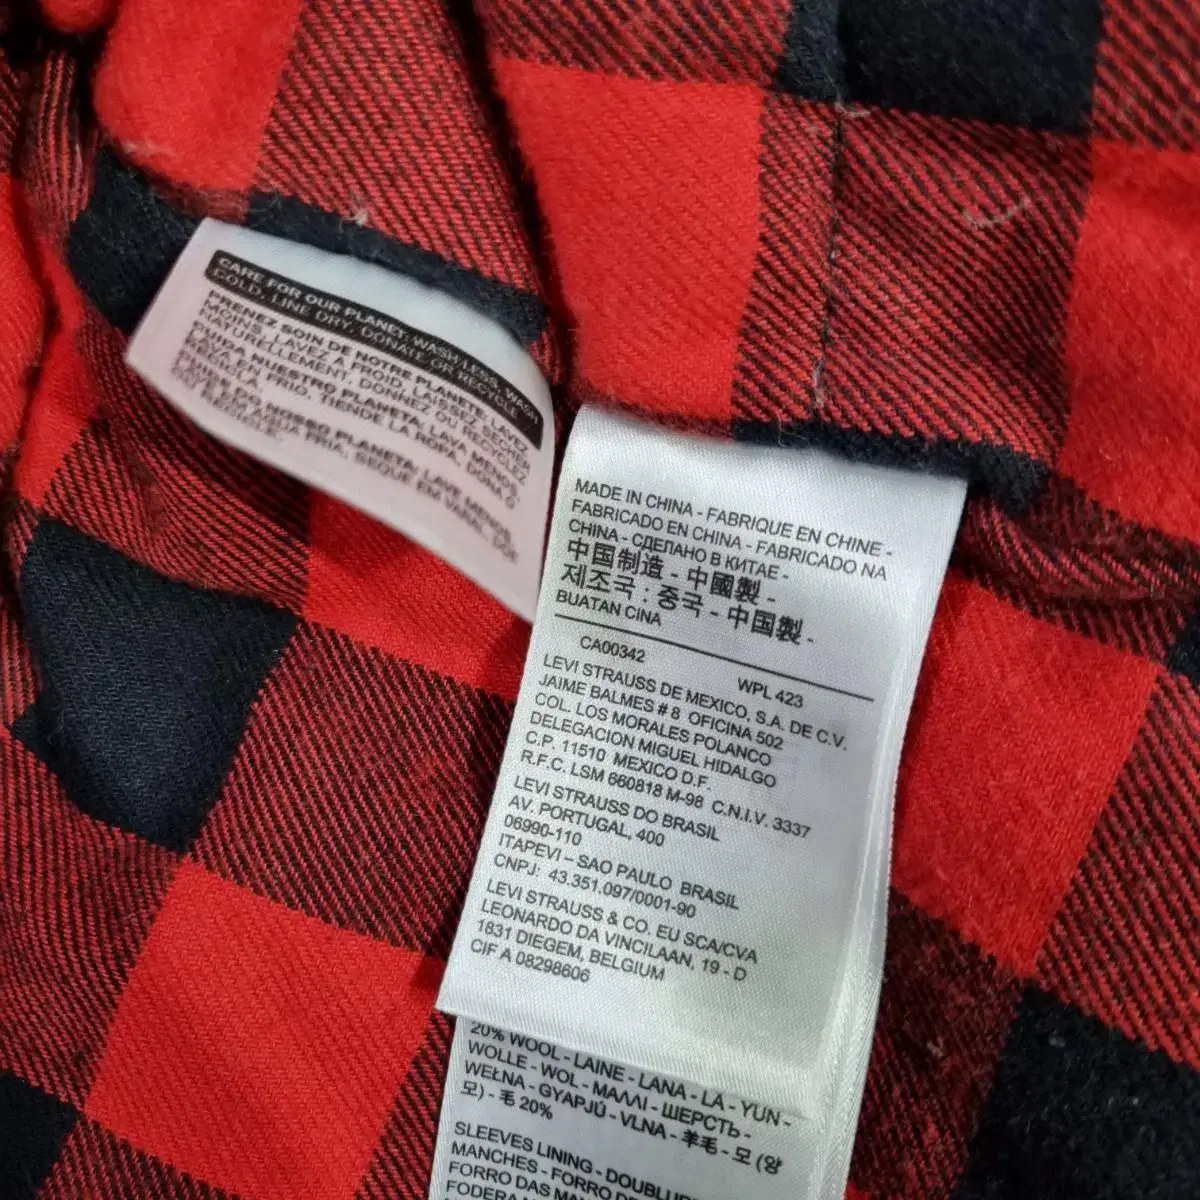 CARE FOR OUR PLANET: WASH LESS, WASH
COLD, LINE DRY, DONATE OR RECYCLE.
PRENEZ SOIN DE NOTRE PLANETE. LAVEZ
MOINS, LAVEZ A FROID, LAISSEZ SECHER
NATURELLEMENT, DONNEZ OU RECYCLEZ.
CUIDA NUESTRO PLANETA: LAVA MENOS,
LAVA EN FRIO, TIENDE LA ROPA, DONA O
RECICLA.
NOSSO PLANETA: LAVE MENOS,
AGUA FRIA, SEQUE EM VARAL,
RECICLE.
MADE IN CHINA - FABRIQUE EN CHINE -
FABRICADO EN CHINA - FABRICADO NA
CHINA - СДЕЛАНО В КИТАЕ -
中国制造 - 中國製 -
제조국 : 중국 - 中国製 -
BUATAN CINA
CA00342
WPL 423
LEVI STRAUSS DE MEXICO, S.A. DE C.V.
JAIME BALMES # 8 OFICINA 502
COL. LOS MORALES POLANCO
DELEGACION MIGUEL HIDALGO
C.P. 11510 MEXICO D.F.
R.F.C. LSM 660818 M-98 C.N.I.V. 3337
LEVI STRAUSS DO BRASIL
AV. PORTUGAL, 400
06990-110
ITAPEVI – SAO PAULO BRASIL
CNPJ: 43.351.097/0001-90
LEVI STRAUSS & CO. EU SCA/CVA
LEONARDO DA VINCILAAN, 19 - D
1831 DIEGEM, BELGIUM
CIF A 08298606
20% WOOL - LAINE - LANA - LA - YUN -
WOLLE - WOL - ΜΑΛΛΙ - ШЕРСТЬ -
WEŁNA - GYAPJÚ - VLNA - 羊毛 - 모 (양
모) - 毛 20%
SLEEVES LINING - DOUBLURE
MANCHES - FORRO DE
FORRO DAS
FODERA